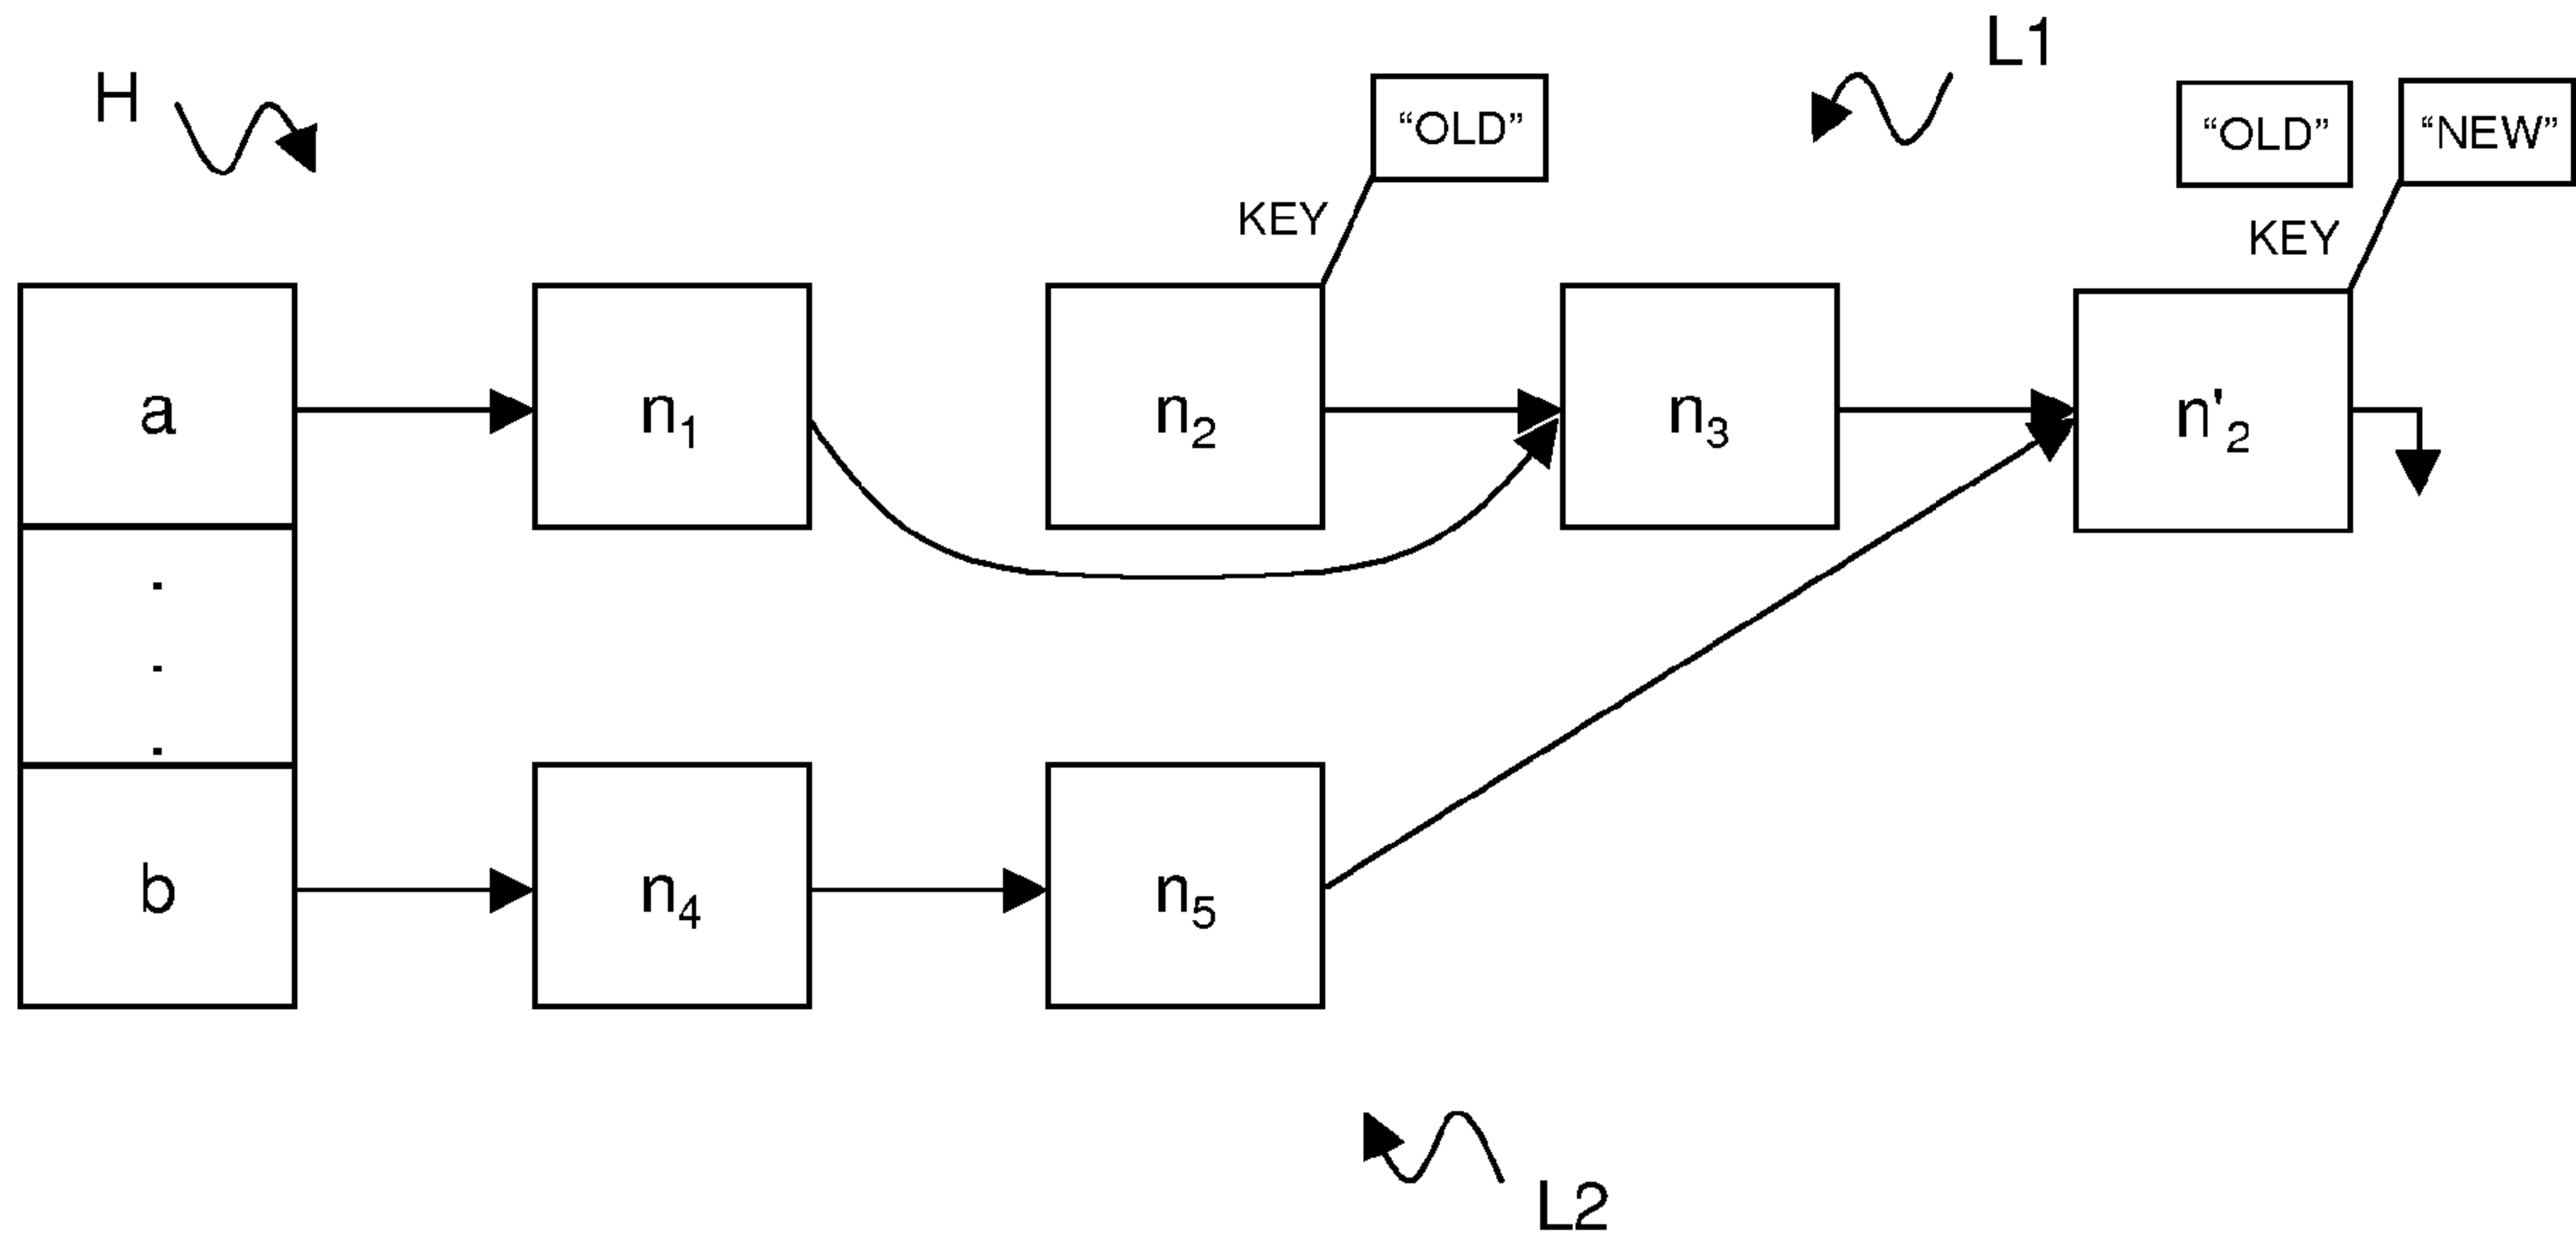 H
L1
“OLD”
“OLD”
“NEW”
KEY
KEY
a
n₁
n₂
n₃
n'₂
.
.
.
b
n₄
n₅
L2